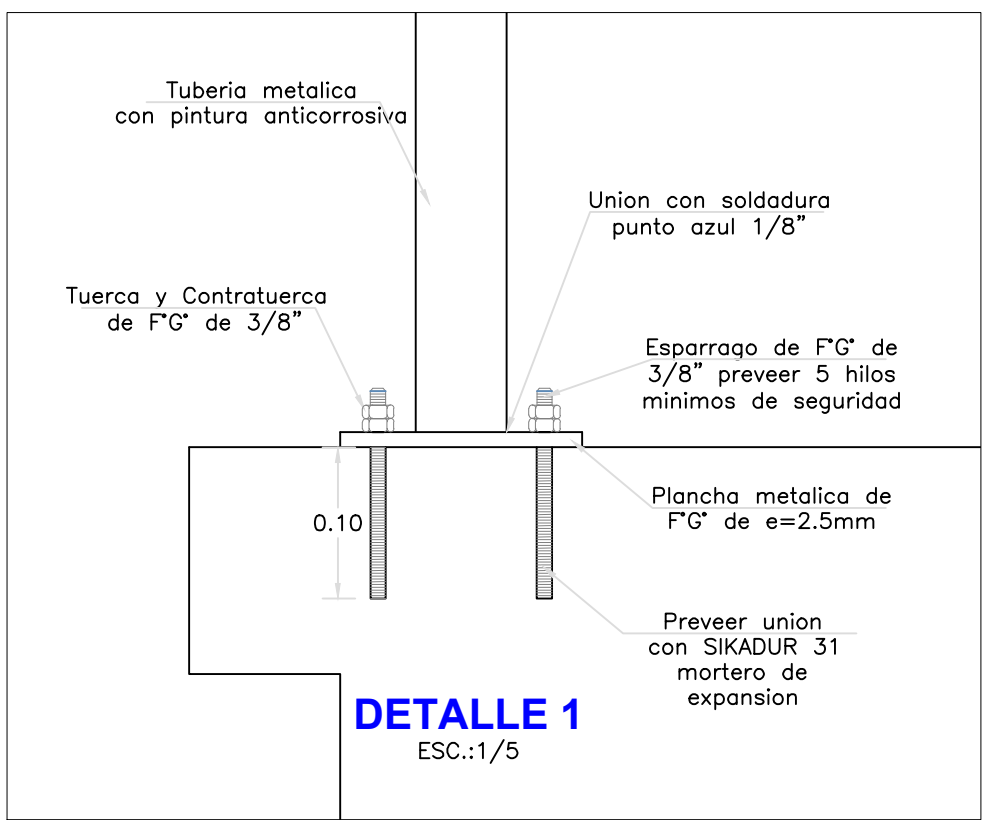 Tuberia metalica
con pintura anticorrosiva
Union con soldadura
punto azul 1/8"
Tuerca y Contratuerca
de F°G° de 3/8"
Esparrago de F°G° de
3/8" preveer 5 hilos
minimos de seguridad
Plancha metalica de
F°G° de e=2.5mm
0.10
Preveer union
con SIKADUR 31
mortero de
expansion
DETALLE 1
ESC.:1/5